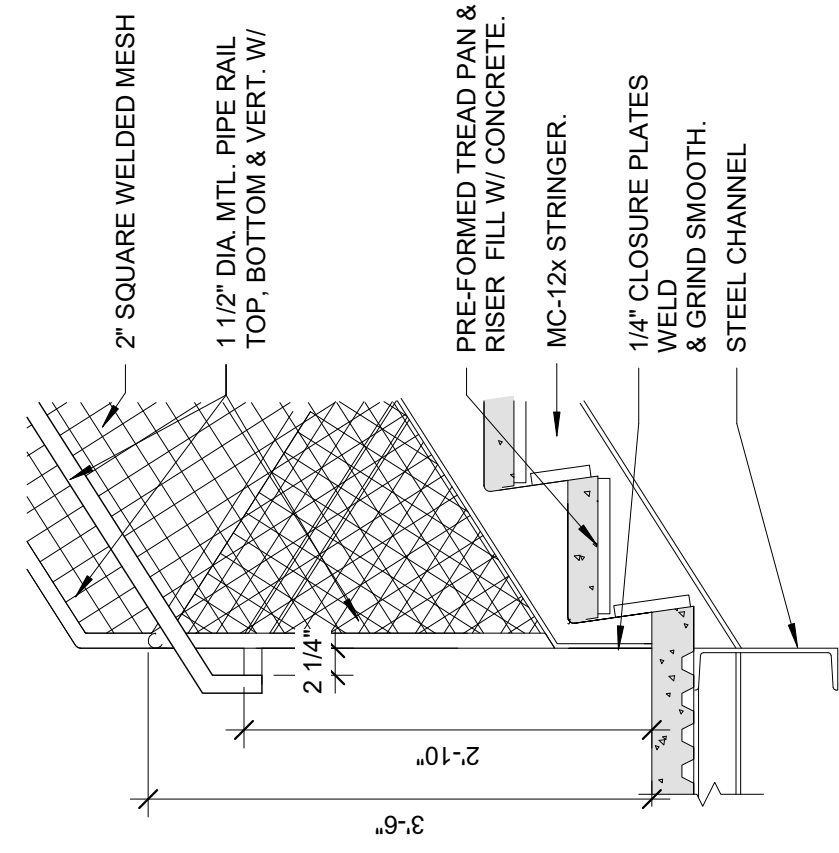 2" SQUARE WELDED MESH
1 1/2" DIA. MTL. PIPE RAIL
TOP, BOTTOM & VERT. W/
PRE-FORMED TREAD PAN &
RISER  FILL W/ CONCRETE.
MC-12x STRINGER.
1/4" CLOSURE PLATES
WELD
& GRIND SMOOTH.
STEEL CHANNEL
2 1/4"
2'-10"
3'-6"